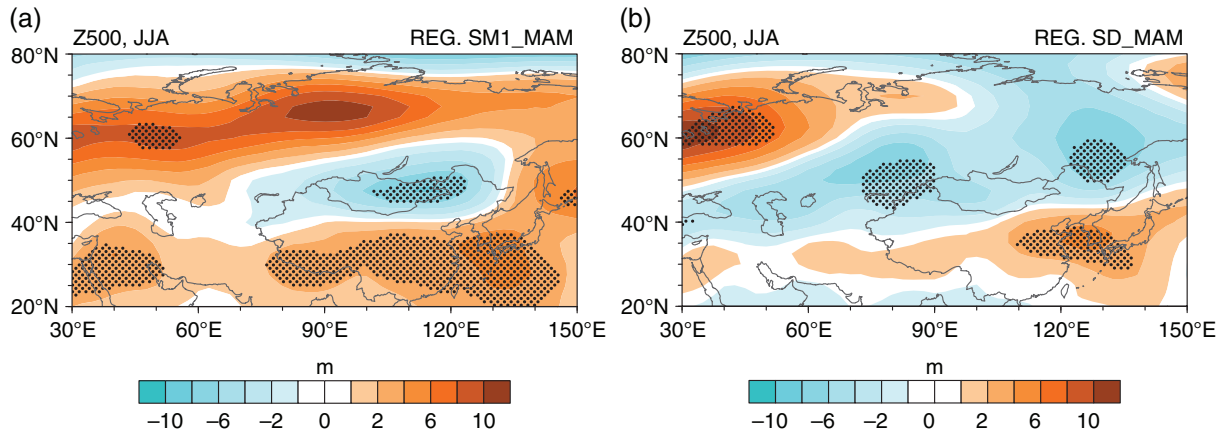 (a)
Z500, JJA REG. SM1_MAM
80°N
60°N
40°N
20°N
30°E 60°E 90°E 120°E 150°E
m
−10 −6 −2 0 2 6 10
(b)
Z500, JJA REG. SD_MAM
80°N
60°N
40°N
20°N
30°E 60°E 90°E 120°E 150°E
m
−10 −6 −2 0 2 6 10